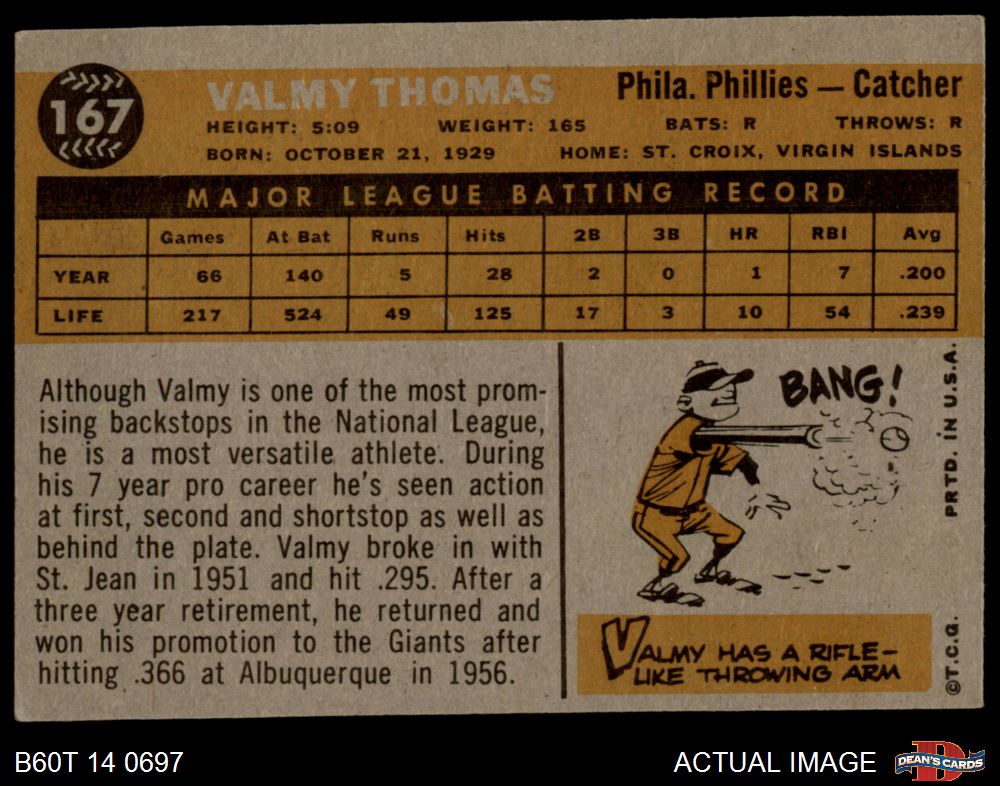 167
VALMY THOMAS
Phila. Phillies — Catcher
HEIGHT: 5:09 WEIGHT: 165 BATS: R THROWS: R
BORN: OCTOBER 21, 1929 HOME: ST. CROIX, VIRGIN ISLANDS
MAJOR LEAGUE BATTING RECORD
Games At Bat Runs Hits 2B 3B HR RBI Avg
YEAR 66 140 5 28 2 0 1 7 .200
LIFE 217 524 49 125 17 3 10 54 .239
Although Valmy is one of the most prom-
ising backstops in the National League,
he is a most versatile athlete. During
his 7 year pro career he's seen action
at first, second and shortstop as well as
behind the plate. Valmy broke in with
St. Jean in 1951 and hit .295. After a
three year retirement, he returned and
won his promotion to the Giants after
hitting .366 at Albuquerque in 1956.
BANG!
VALMY HAS A RIFLE-
LIKE THROWING ARM
©T.C.G. PRTD. IN U.S.A.
B60T 14 0697
ACTUAL IMAGE
D
DEAN'S CARDS